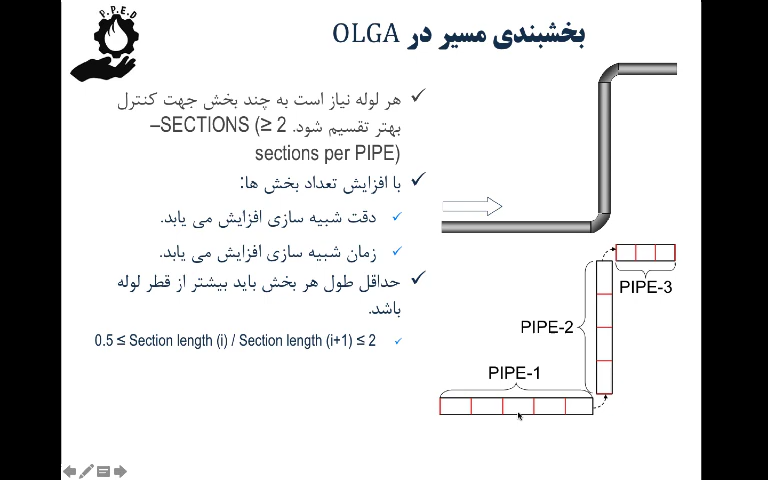 P.P.E.D
بخشبندی مسیر در OLGA
هر لوله نیاز است به چند بخش جهت کنترل
بهتر تقسیم شود. SECTIONS (≥ 2–
sections per PIPE)
با افزایش تعداد بخش ها:
دقت شبیه سازی افزایش می یابد.
زمان شبیه سازی افزایش می یابد.
حداقل طول هر بخش باید بیشتر از قطر لوله
باشد.
0.5 ≤ Section length (i) / Section length (i+1) ≤ 2
PIPE-3
PIPE-2
PIPE-1